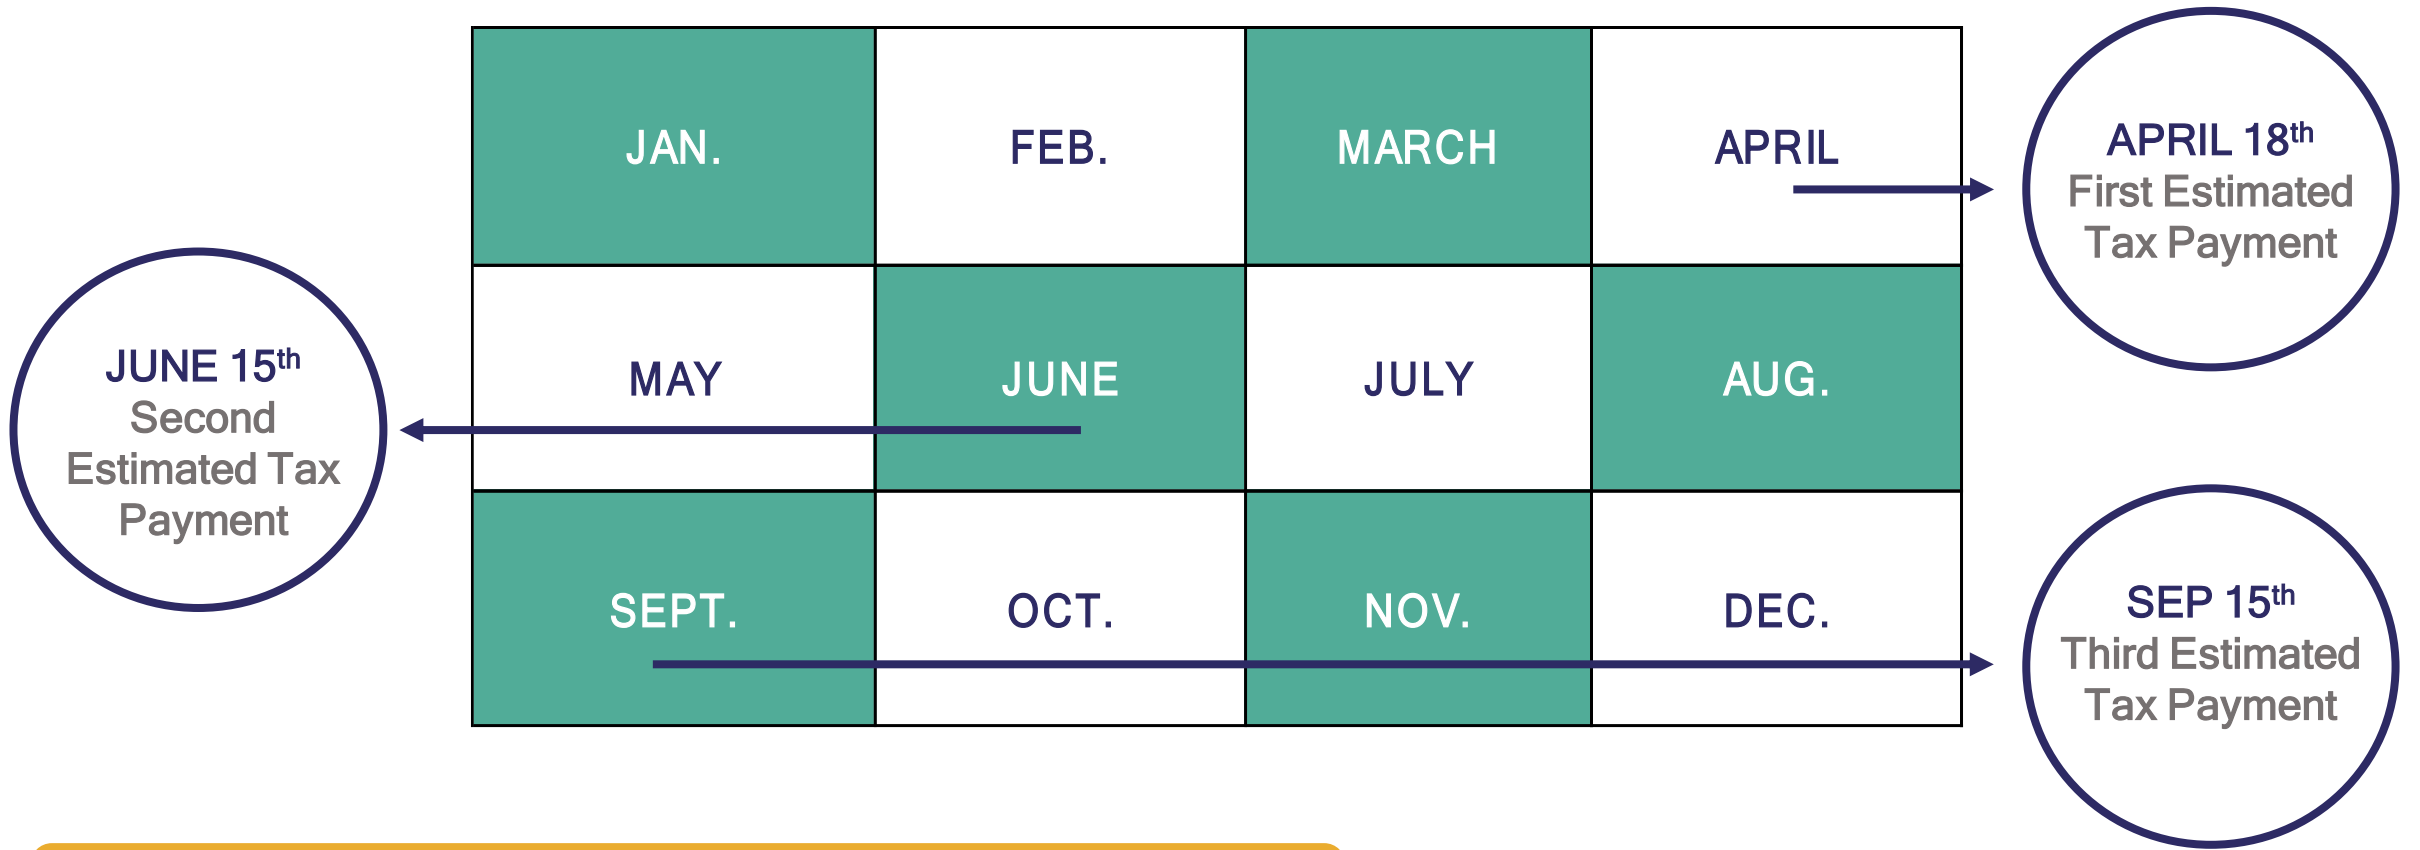 JAN.
FEB.
MARCH
APRIL
APRIL 18th
First Estimated
Tax Payment
JUNE 15th
Second
Estimated Tax
Payment
MAY
JUNE
JULY
AUG.
SEPT.
OCT.
NOV.
DEC.
SEP 15th
Third Estimated
Tax Payment